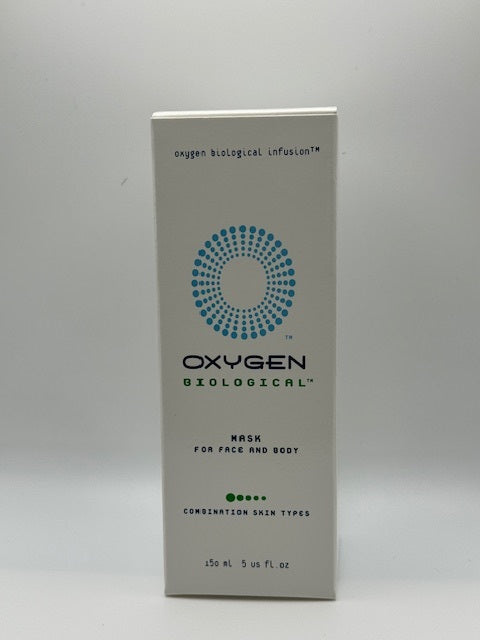 oxygen biological infusion™
™
OXYGEN
BIOLOGICAL™
MASK
FOR FACE AND BODY
COMBINATION SKIN TYPES
150 ml 5 us fl.oz